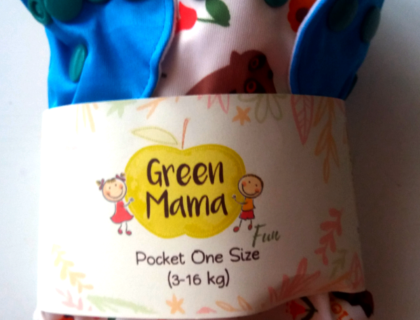 Green
Mama
Fun
Pocket One Size
(3-16 kg)